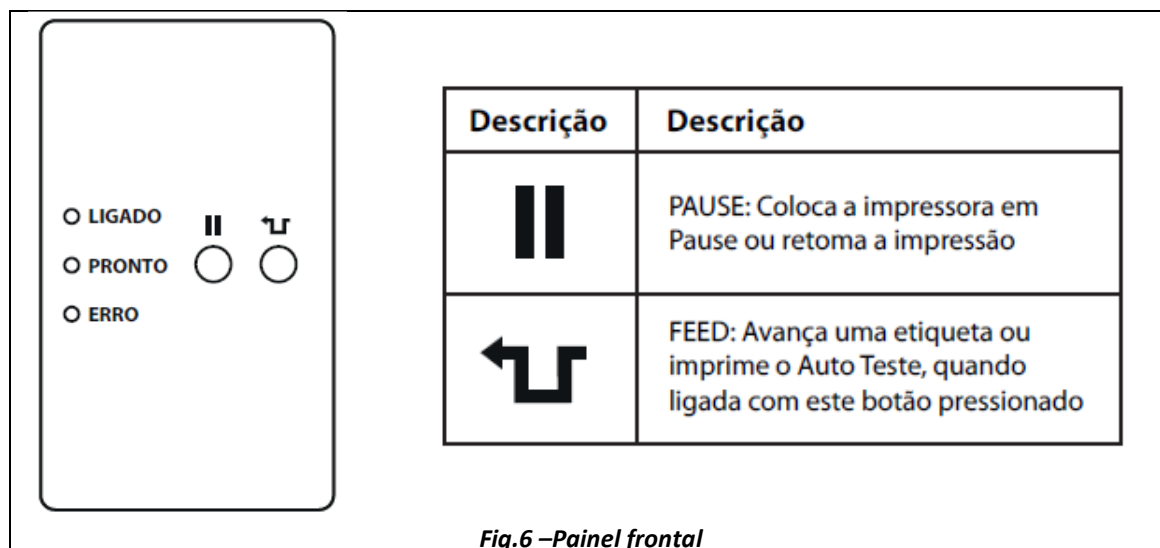 LIGADO
PRONTO
ERRO
Descrição Descrição
PAUSE: Coloca a impressora em
Pause ou retoma a impressão
FEED: Avança uma etiqueta ou
imprime o Auto Teste, quando
ligada com este botão pressionado
Fig.6 –Painel frontal